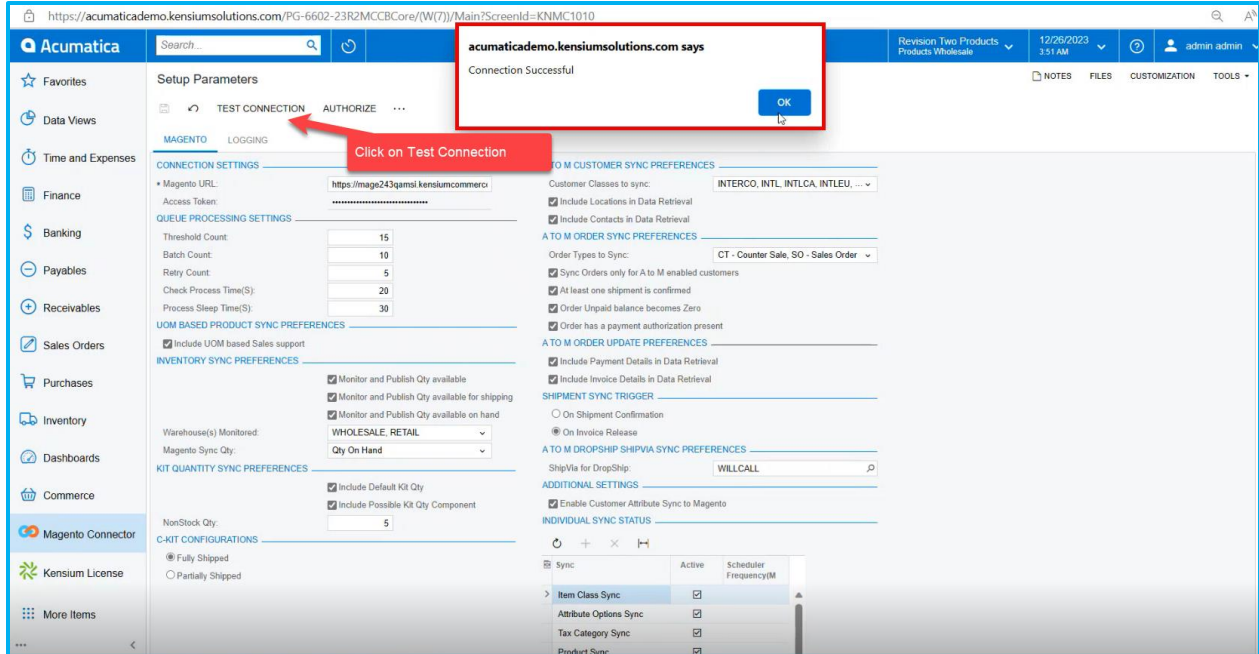 https://acumaticademo.kensiumsolutions.com/PG-6602-23R2MCCBCore/(W(7))/Main?ScreenId=KNMC1010
Acumatica
Search...
Revision Two Products
Products Wholesale
12/26/2023
3:51 AM
admin admin
acumaticademo.kensiumsolutions.com says
Connection Successful
OK
Favorites
Data Views
Time and Expenses
Finance
Banking
Payables
Receivables
Sales Orders
Purchases
Inventory
Dashboards
Commerce
Magento Connector
Kensium License
More Items
Setup Parameters
NOTES FILES CUSTOMIZATION TOOLS
TEST CONNECTION AUTHORIZE ...
Click on Test Connection
MAGENTO LOGGING
CONNECTION SETTINGS
* Magento URL: https://mage243qamsi.kensiumcommerc
Access Token:
QUEUE PROCESSING SETTINGS
Threshold Count: 15
Batch Count: 10
Retry Count: 5
Check Process Time(S): 20
Process Sleep Time(S): 30
UOM BASED PRODUCT SYNC PREFERENCES
Include UOM based Sales support
INVENTORY SYNC PREFERENCES
Monitor and Publish Qty available
Monitor and Publish Qty available for shipping
Monitor and Publish Qty available on hand
Warehouse(s) Monitored: WHOLESALE, RETAIL
Magento Sync Qty: Qty On Hand
KIT QUANTITY SYNC PREFERENCES
Include Default Kit Qty
Include Possible Kit Qty Component
NonStock Qty: 5
C-KIT CONFIGURATIONS
Fully Shipped
Partially Shipped
TO M CUSTOMER SYNC PREFERENCES
Customer Classes to sync: INTERCO, INTL, INTLCA, INTLEU, ...
Include Locations in Data Retrieval
Include Contacts in Data Retrieval
A TO M ORDER SYNC PREFERENCES
Order Types to Sync: CT - Counter Sale, SO - Sales Order
Sync Orders only for A to M enabled customers
At least one shipment is confirmed
Order Unpaid balance becomes Zero
Order has a payment authorization present
A TO M ORDER UPDATE PREFERENCES
Include Payment Details in Data Retrieval
Include Invoice Details in Data Retrieval
SHIPMENT SYNC TRIGGER
On Shipment Confirmation
On Invoice Release
A TO M DROPSHIP SHIPVIA SYNC PREFERENCES
ShipVia for DropShip: WILLCALL
ADDITIONAL SETTINGS
Enable Customer Attribute Sync to Magento
INDIVIDUAL SYNC STATUS
Sync Active Scheduler
Frequency(M
Item Class Sync
Attribute Options Sync
Tax Category Sync
Product Sync